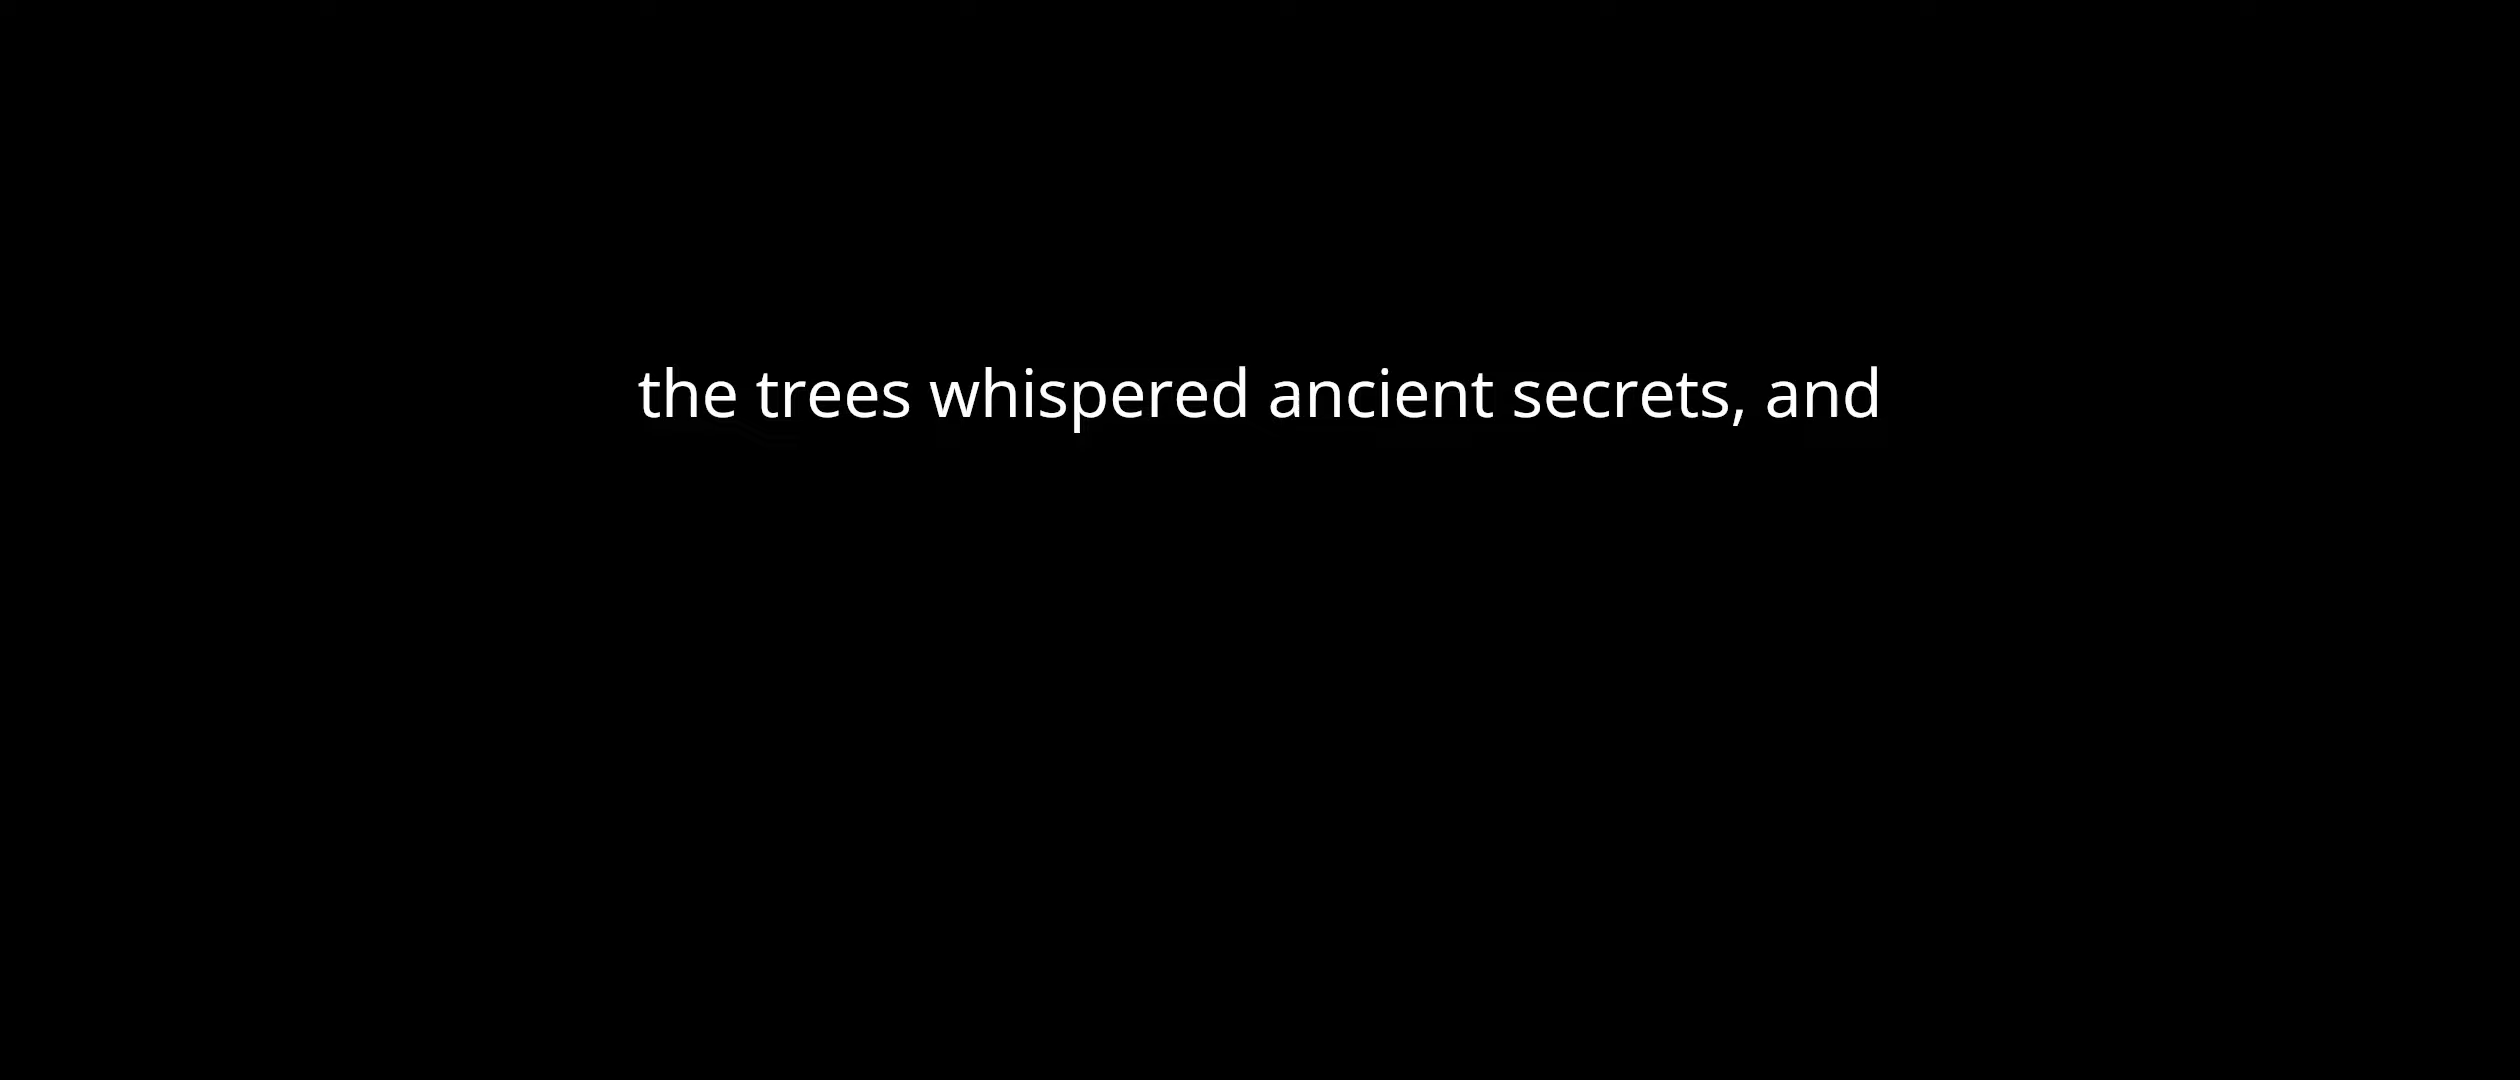 the trees whispered ancient secrets, and